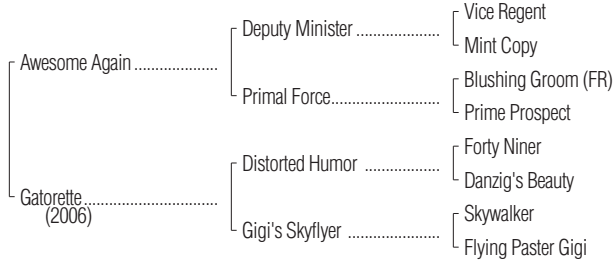 Vice Regent
Deputy Minister ....................
Mint Copy
Awesome Again ....................
Blushing Groom (FR)
Primal Force..........................
Prime Prospect
Forty Niner
Distorted Humor ..................
Danzig's Beauty
Gatorette ................................
(2006)
Skywalker
Gigi's Skyflyer ......................
Flying Paster Gigi